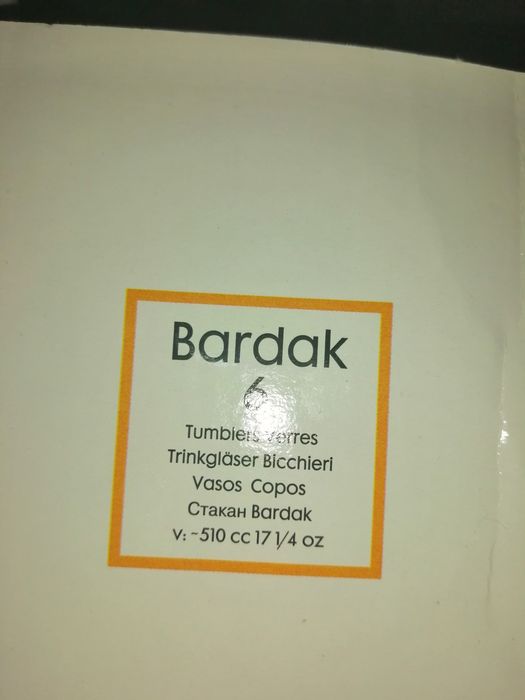 Bardak
6
Tumblers Verres
Trinkgläser Bicchieri
Vasos Copos
Стакан Bardak
V: ~510 cc 17 1/4 oz